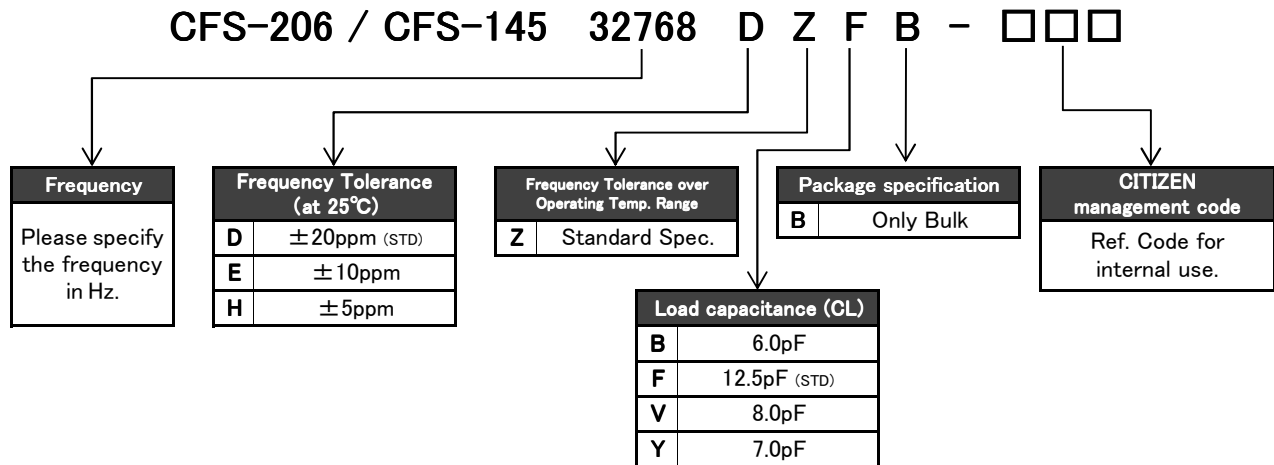 CFS-206 / CFS-145 32768 D Z F B - □□□
Frequency
Please specify
the frequency
in Hz.
Frequency Tolerance
(at 25℃)
D ±20ppm (STD)
E ±10ppm
H ±5ppm
Frequency Tolerance over
Operating Temp. Range
Z Standard Spec.
Load capacitance (CL)
B 6.0pF
F 12.5pF (STD)
V 8.0pF
Y 7.0pF
Package specification
B Only Bulk
CITIZEN
management code
Ref. Code for
internal use.